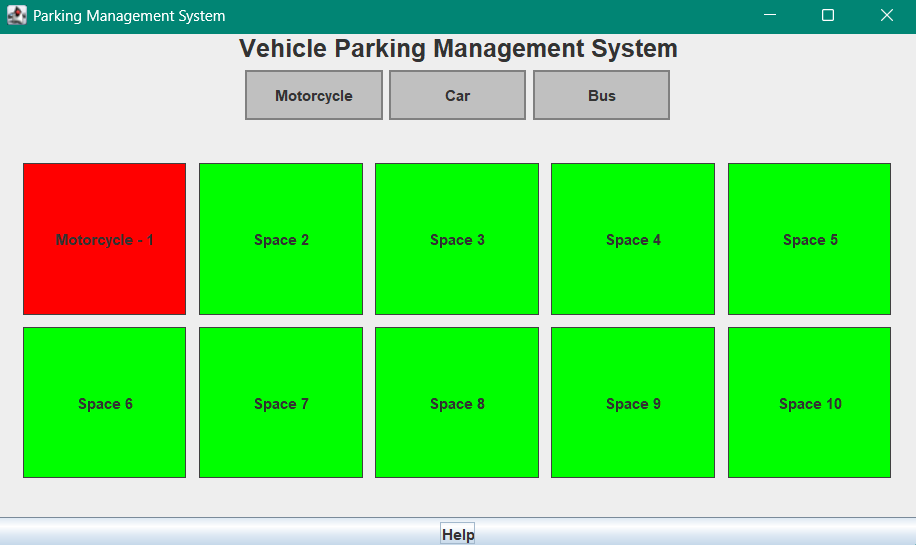 Parking Management System
Vehicle Parking Management System
Motorcycle Car Bus
Motorcycle - 1 Space 2 Space 3 Space 4 Space 5
Space 6 Space 7 Space 8 Space 9 Space 10
Help